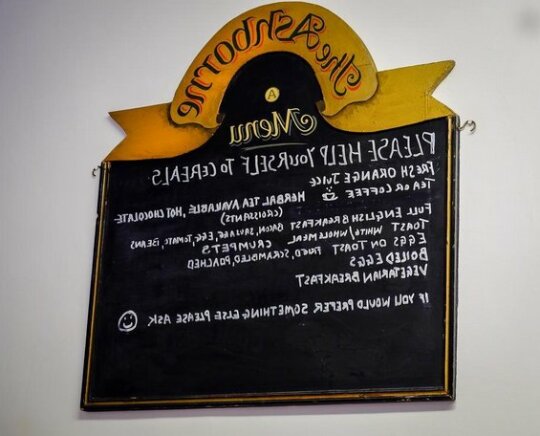 The Ashborne
A
Menu
PLEASE HELP YOURSELF TO CEREALS
FRESH ORANGE JUICE
TEA OR COFFEE HERBAL TEA AVAILABLE, HOT CHOCOLATE
(CROISSANTS)
FULL ENGLISH BREAKFAST BACON, SAUSAGE, EGG, TOMATO, BEANS
TOAST WHITE/WHOLEMEAL CRUMPETS
EGGS ON TOAST FRIED, SCRAMBLED, POACHED
BOILED EGGS
VEGETARIAN BREAKFAST
IF YOU WOULD PREFER SOMETHING ELSE PLEASE ASK